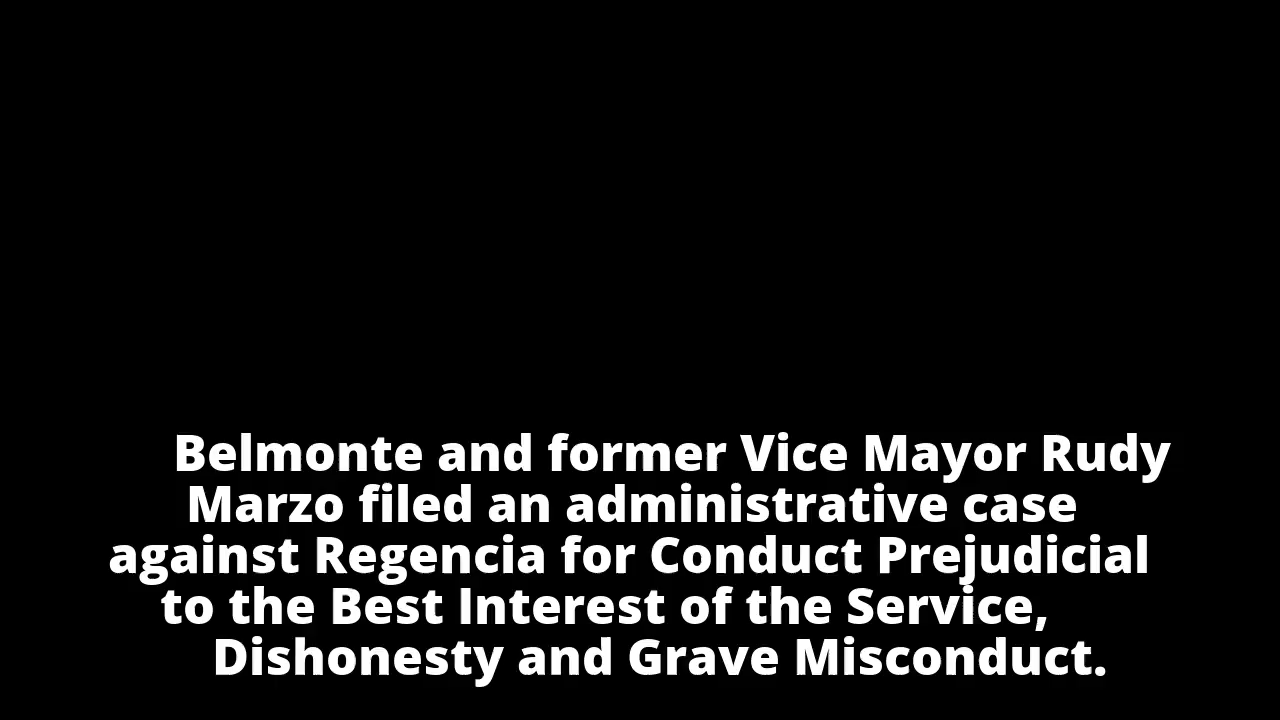 Belmonte and former Vice Mayor Rudy
Marzo filed an administrative case
against Regencia for Conduct Prejudicial
to the Best Interest of the Service,
Dishonesty and Grave Misconduct.